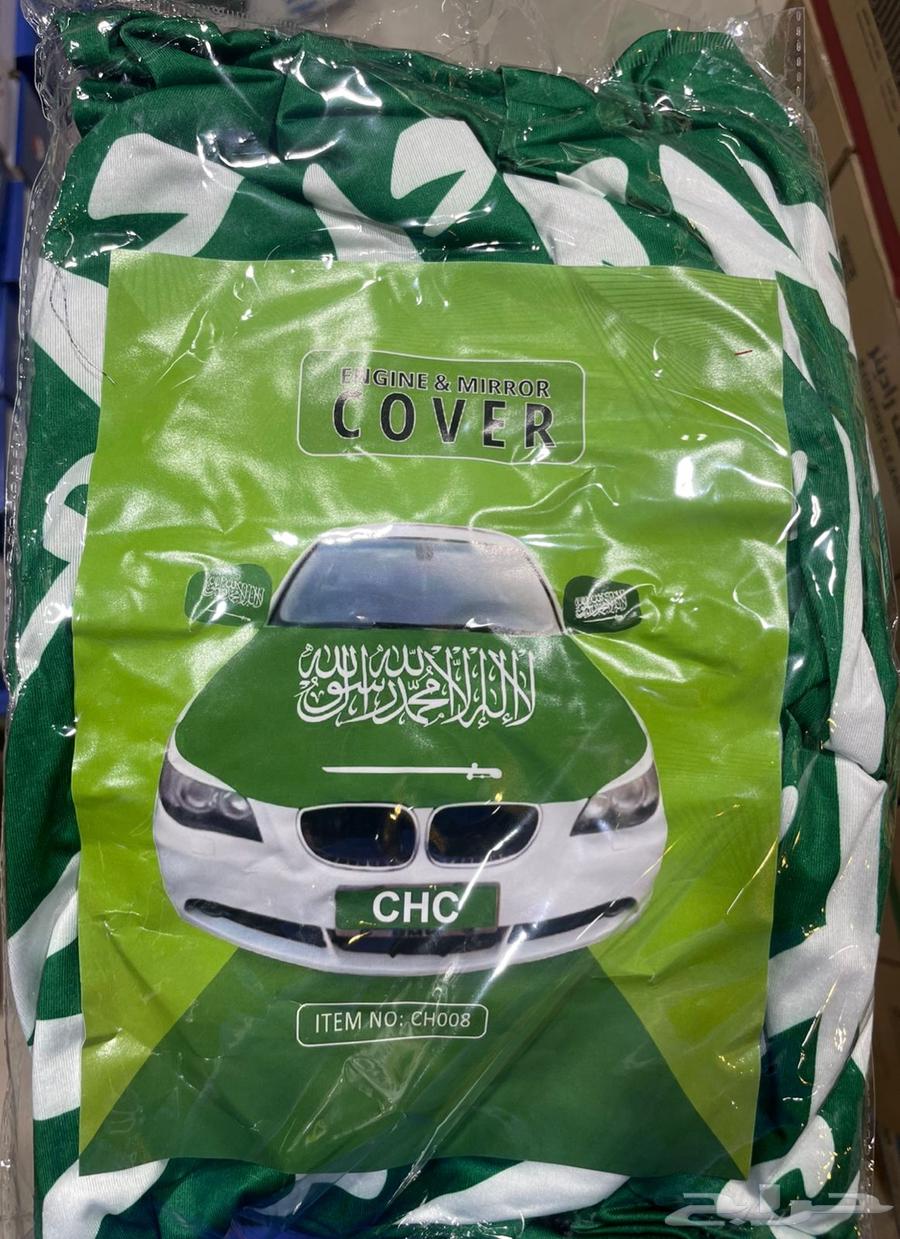 ENGINE & MIRROR
COVER
لا إله إلا الله محمد رسول الله
CHC
ITEM NO: CH008
حراج